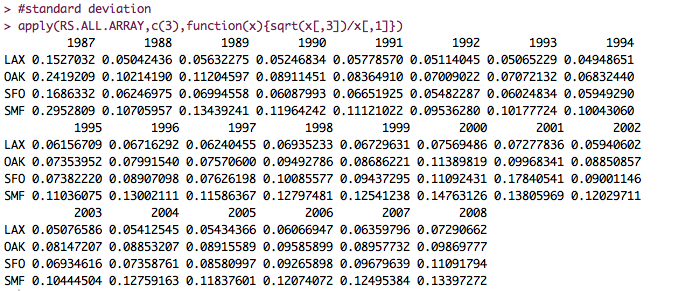 > #standard deviation
> apply(RS.ALL.ARRAY,c(3),function(x){sqrt(x[,3])/x[,1]})
1987 1988 1989 1990 1991 1992 1993 1994
LAX 0.1527032 0.05042436 0.05632275 0.05246834 0.05778570 0.05114045 0.05065229 0.04948651
OAK 0.2419209 0.10214190 0.11204597 0.08911451 0.08364910 0.07009022 0.07072132 0.06832440
SFO 0.1686332 0.06246975 0.06994558 0.06087993 0.06651925 0.05482287 0.06024834 0.05949290
SMF 0.2952809 0.10705957 0.13439241 0.11964242 0.11121022 0.09536280 0.10177724 0.10043060
1995 1996 1997 1998 1999 2000 2001 2002
LAX 0.06156709 0.06716292 0.06240455 0.06935233 0.06729631 0.07569486 0.07277836 0.05940602
OAK 0.07353952 0.07991540 0.07570600 0.09492786 0.08686221 0.11389819 0.09968341 0.08850857
SFO 0.07382220 0.08907098 0.07626198 0.10085577 0.09437295 0.11092431 0.17840541 0.09001146
SMF 0.11036075 0.13002111 0.11586367 0.12797481 0.12541238 0.14763126 0.13805969 0.12029711
2003 2004 2005 2006 2007 2008
LAX 0.05076586 0.05412545 0.05434366 0.06066947 0.06359796 0.07290662
OAK 0.08147207 0.08853207 0.08915589 0.09585899 0.08957732 0.09869777
SFO 0.06934616 0.07358761 0.08580997 0.09265898 0.09679639 0.11091794
SMF 0.10444504 0.12759163 0.11837601 0.12074072 0.12495384 0.13397272